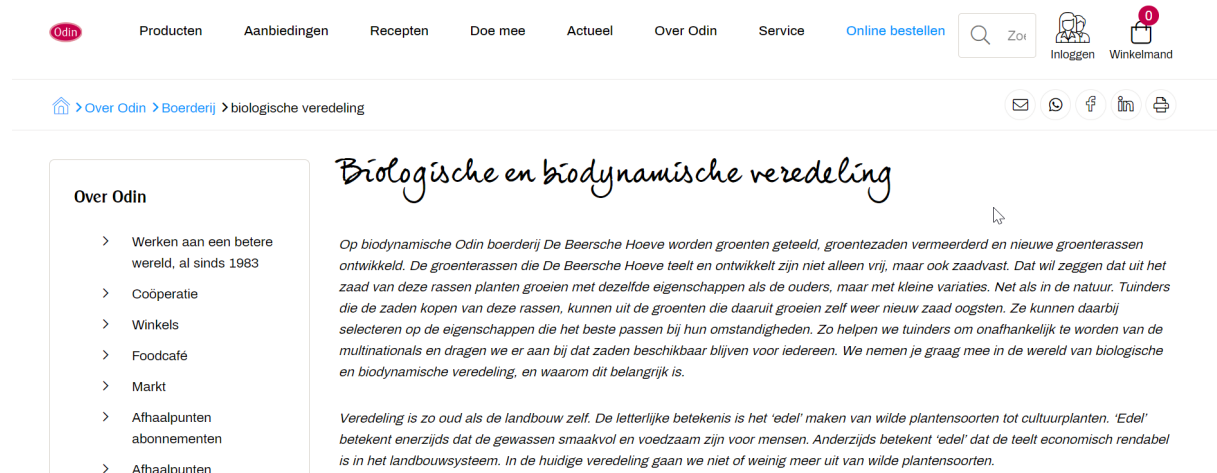 Odin
Producten
Aanbiedingen
Recepten
Doe mee
Actueel
Over Odin
Service
Online bestellen
Zoe
Inloggen
0
Winkelmand
Over Odin
Boerderij
biologische veredeling
Biologische en biodynamische veredeling
Over Odin
Werken aan een betere
wereld, al sinds 1983
Coöperatie
Winkels
Foodcafé
Markt
Afhaalpunten
abonnementen
Afhaalpunten
Op biodynamische Odin boerderij De Beersche Hoeve worden groenten geteeld, groentezaden vermeerderd en nieuwe groenterassen
ontwikkeld. De groenterassen die De Beersche Hoeve teelt en ontwikkelt zijn niet alleen vrij, maar ook zaadvast. Dat wil zeggen dat uit het
zaad van deze rassen planten groeien met dezelfde eigenschappen als de ouders, maar met kleine variaties. Net als in de natuur. Tuinders
die de zaden kopen van deze rassen, kunnen uit de groenten die daaruit groeien zelf weer nieuw zaad oogsten. Ze kunnen daarbij
selecteren op de eigenschappen die het beste passen bij hun omstandigheden. Zo helpen we tuinders om onafhankelijk te worden van de
multinationals en dragen we er aan bij dat zaden beschikbaar blijven voor iedereen. We nemen je graag mee in de wereld van biologische
en biodynamische veredeling, en waarom dit belangrijk is.
Veredeling is zo oud als de landbouw zelf. De letterlijke betekenis is het ‘edel’ maken van wilde plantensoorten tot cultuurplanten. ‘Edel’
betekent enerzijds dat de gewassen smaakvol en voedzaam zijn voor mensen. Anderzijds betekent ‘edel’ dat de teelt economisch rendabel
is in het landbouwsysteem. In de huidige veredeling gaan we niet of weinig meer uit van wilde plantensoorten.